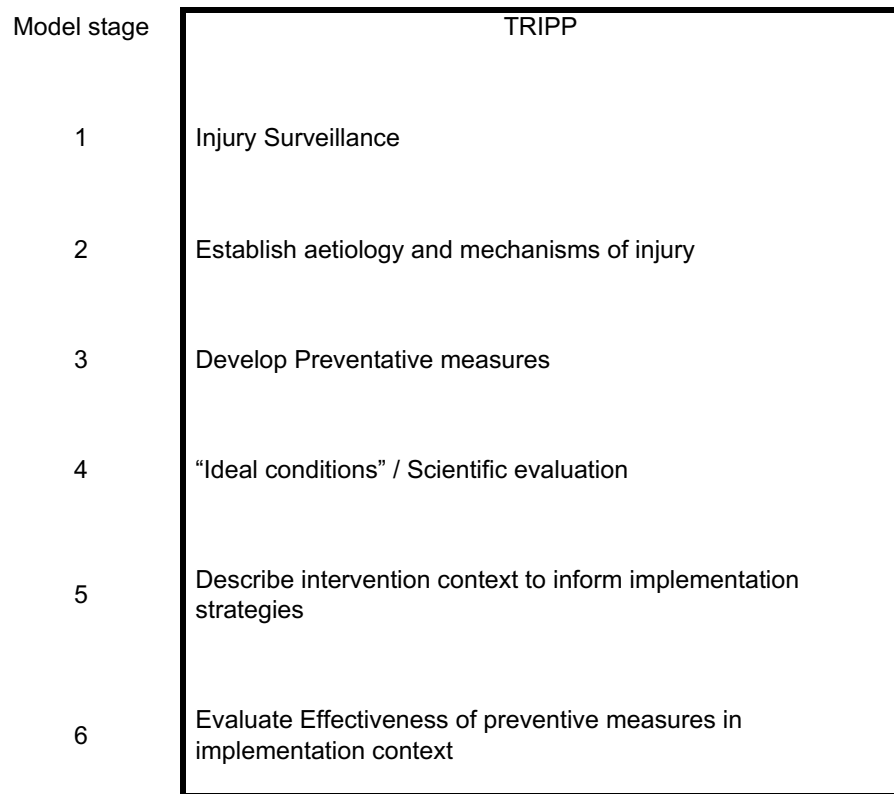 Model stage TRIPP
1 Injury Surveillance
2 Establish aetiology and mechanisms of injury
3 Develop Preventative measures
4 “Ideal conditions” / Scientific evaluation
5 Describe intervention context to inform implementation
strategies
6 Evaluate Effectiveness of preventive measures in
implementation context